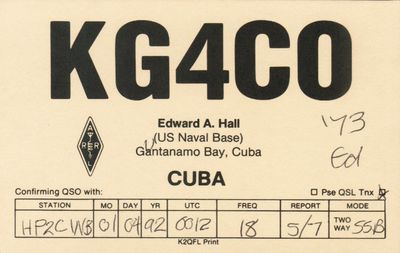 KG4CO
Edward A. Hall
(US Naval Base)
Guantanamo Bay, Cuba
'73
Ed
CUBA
Confirming QSO with:
Pse QSL Tnx
STATION MO DAY YR UTC FREQ REPORT MODE
HP2CWB 01 04 92 0012 18 5/7 TWO WAY SSB
K2QFL Print